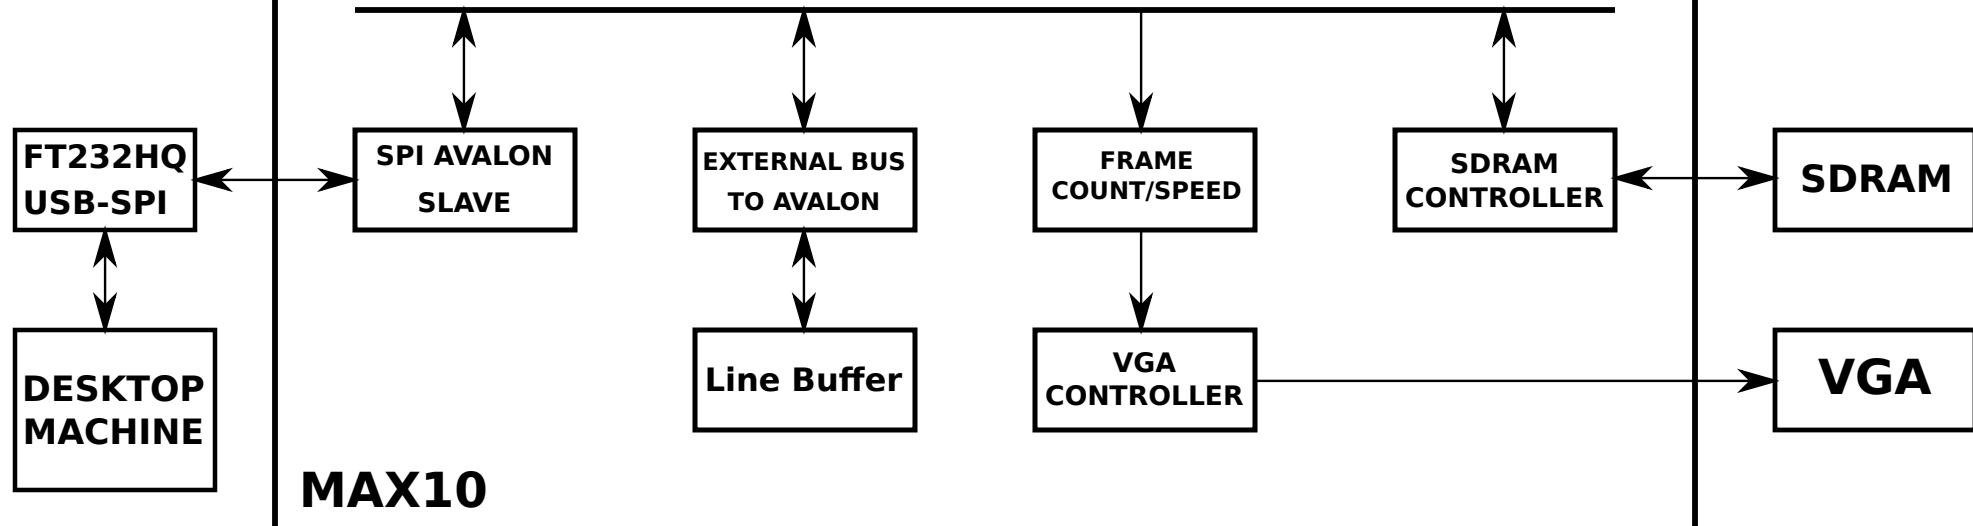 FT232HQ
USB-SPI
SPI AVALON
SLAVE
EXTERNAL BUS
TO AVALON
FRAME
COUNT/SPEED
SDRAM
CONTROLLER
SDRAM
DESKTOP
MACHINE
Line Buffer
VGA
CONTROLLER
VGA
MAX10